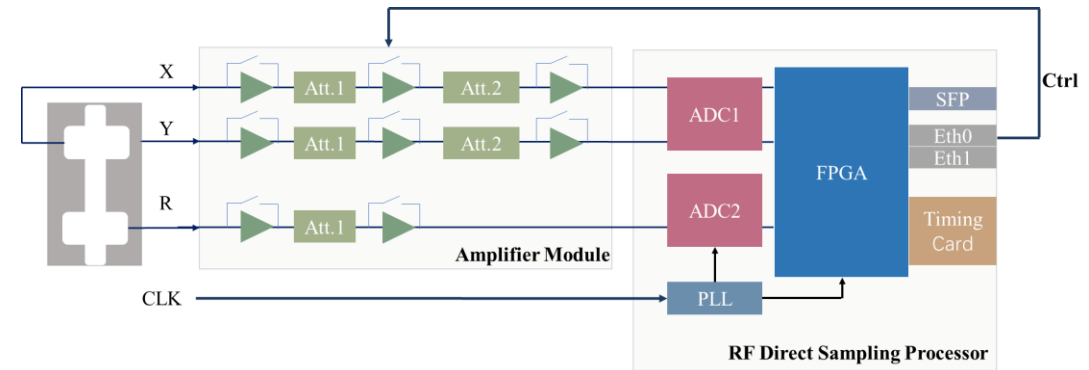 X
Att.1
Att.2
ADC1
SFP
Ctrl
Y
Att.1
Att.2
Eth0
Eth1
FPGA
R
Att.1
ADC2
Timing
Card
Amplifier Module
CLK
PLL
RF Direct Sampling Processor